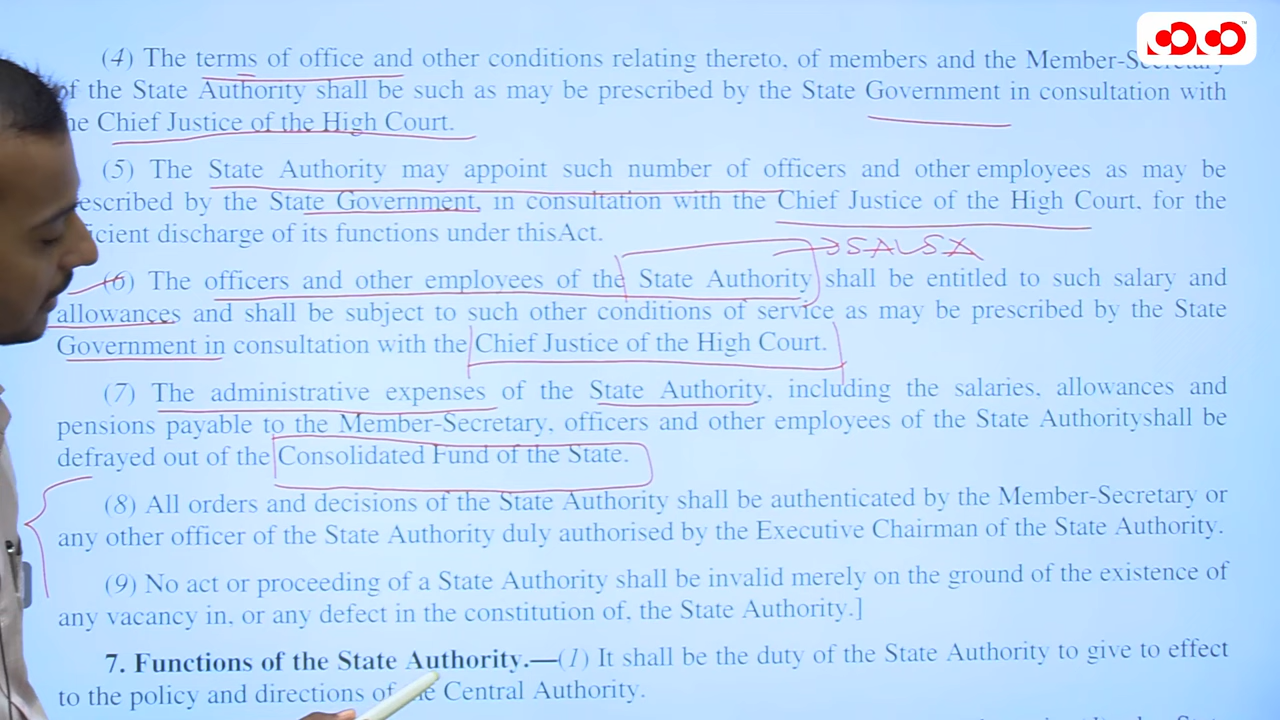 (4) The terms of office and other conditions relating thereto, of members and the Member-Secretary
of the State Authority shall be such as may be prescribed by the State Government in consultation with
he Chief Justice of the High Court.
(5) The State Authority may appoint such number of officers and other employees as may be
escribed by the State Government, in consultation with the Chief Justice of the High Court, for the
icient discharge of its functions under thisAct.
SALSA
(6) The officers and other employees of the State Authority shall be entitled to such salary and
allowances and shall be subject to such other conditions of service as may be prescribed by the State
Government in consultation with the Chief Justice of the High Court.
(7) The administrative expenses of the State Authority, including the salaries, allowances and
pensions payable to the Member-Secretary, officers and other employees of the State Authorityshall be
defrayed out of the Consolidated Fund of the State.
(8) All orders and decisions of the State Authority shall be authenticated by the Member-Secretary or
any other officer of the State Authority duly authorised by the Executive Chairman of the State Authority.
(9) No act or proceeding of a State Authority shall be invalid merely on the ground of the existence of
any vacancy in, or any defect in the constitution of, the State Authority.]
7. Functions of the State Authority.—(1) It shall be the duty of the State Authority to give to effect
to the policy and directions of the Central Authority.